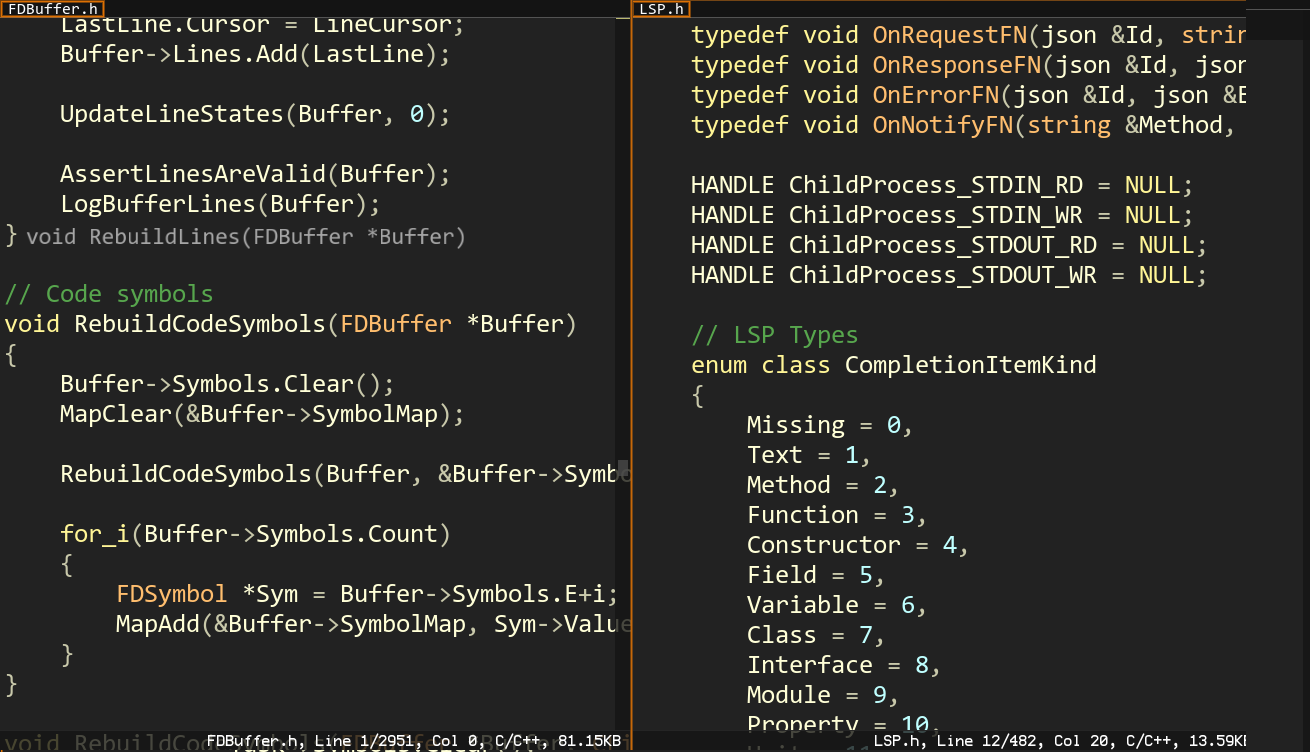 FDBuffer.h
LastLine.Cursor = LineCursor;
Buffer->Lines.Add(LastLine);
UpdateLineStates(Buffer, 0);
AssertLinesAreValid(Buffer);
LogBufferLines(Buffer);
} void RebuildLines(FDBuffer *Buffer)
// Code symbols
void RebuildCodeSymbols(FDBuffer *Buffer)
{
Buffer->Symbols.Clear();
MapClear(&Buffer->SymbolMap);
RebuildCodeSymbols(Buffer, &Buffer->Symbo
for_i(Buffer->Symbols.Count)
{
FDSymbol *Sym = Buffer->Symbols.E+i;
MapAdd(&Buffer->SymbolMap, Sym->Value
}
}
void RebuildCod
FDBuffer.h, Line 1/2951, Col 0, C/C++, 81.15KB
LSP.h
typedef void OnRequestFN(json &Id, strin
typedef void OnResponseFN(json &Id, json
typedef void OnErrorFN(json &Id, json &E
typedef void OnNotifyFN(string &Method,
HANDLE ChildProcess_STDIN_RD = NULL;
HANDLE ChildProcess_STDIN_WR = NULL;
HANDLE ChildProcess_STDOUT_RD = NULL;
HANDLE ChildProcess_STDOUT_WR = NULL;
// LSP Types
enum class CompletionItemKind
{
Missing = 0,
Text = 1,
Method = 2,
Function = 3,
Constructor = 4,
Field = 5,
Variable = 6,
Class = 7,
Interface = 8,
Module = 9,
Property = 10,
LSP.h, Line 12/482, Col 20, C/C++, 13.59K